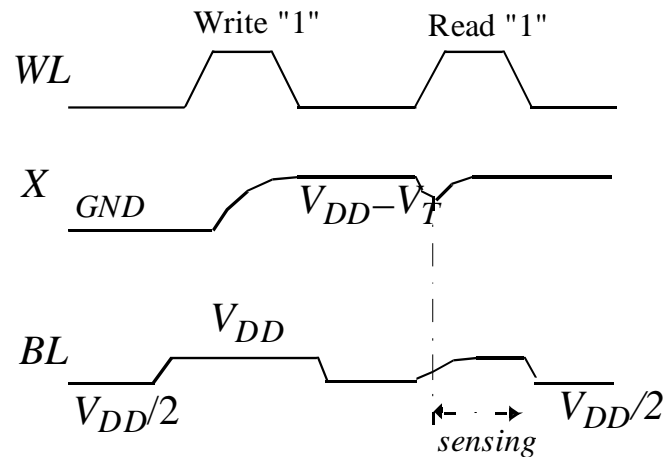 Write "1" Read "1"
WL
X
GND
V_DD−V_T
V_DD
BL
V_DD/2
V_DD/2
sensing